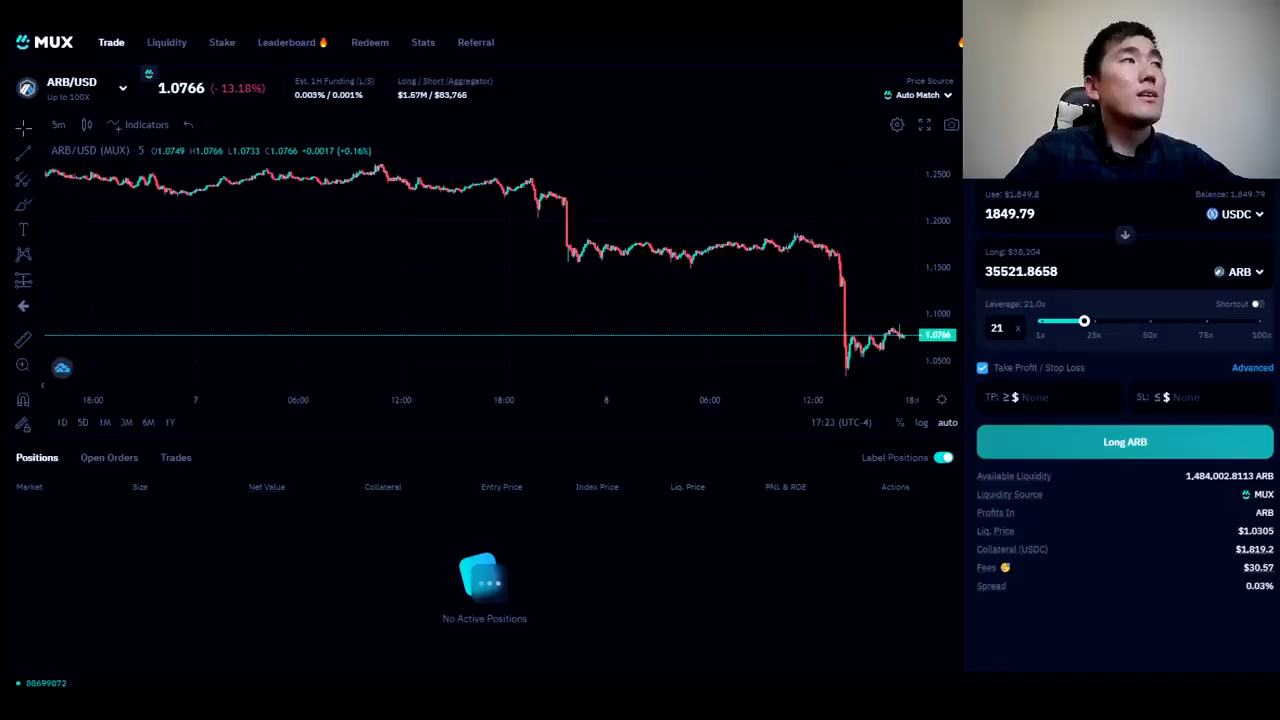 MUX
Trade
Liquidity
Stake
Leaderboard 🔥
Redeem
Stats
Referral
ARB/USD
Up to 100X
1.0766 (- 13.18%)
Est. 1H Funding (L/S)
0.003% / 0.001%
Long / Short (Aggregator)
$1.57M / $83,765
Price Source
Auto Match
5m
Indicators
ARB/USD (MUX) 5 O1.0749 H1.0766 L1.0733 C1.0766 +0.0017 (+0.16%)
1.2500
1.2000
1.1500
1.1000
1.0766
1.0500
18:00
7
06:00
12:00
18:00
8
06:00
12:00
1D
5D
1M
3M
6M
1Y
17:23 (UTC-4)
%
log
auto
Positions
Open Orders
Trades
Label Positions
Market
Size
Net Value
Collateral
Entry Price
Index Price
Liq. Price
PNL & ROE
Actions
No Active Positions
88699872
Use: $1,849.8
Balance: 1,849.79
1849.79
USDC
Long: $38,204
35521.8658
ARB
Leverage: 21.0x
Shortcut
21 x
1x
25x
50x
75x
100x
Take Profit / Stop Loss
Advanced
TP: ≥ $ None
SL: ≤ $ None
Long ARB
Available Liquidity
1,484,002.8113 ARB
Liquidity Source
MUX
Profits In
ARB
Liq. Price
$1.0305
Collateral (USDC)
$1,819.2
Fees 🥳
$30.57
Spread
0.03%